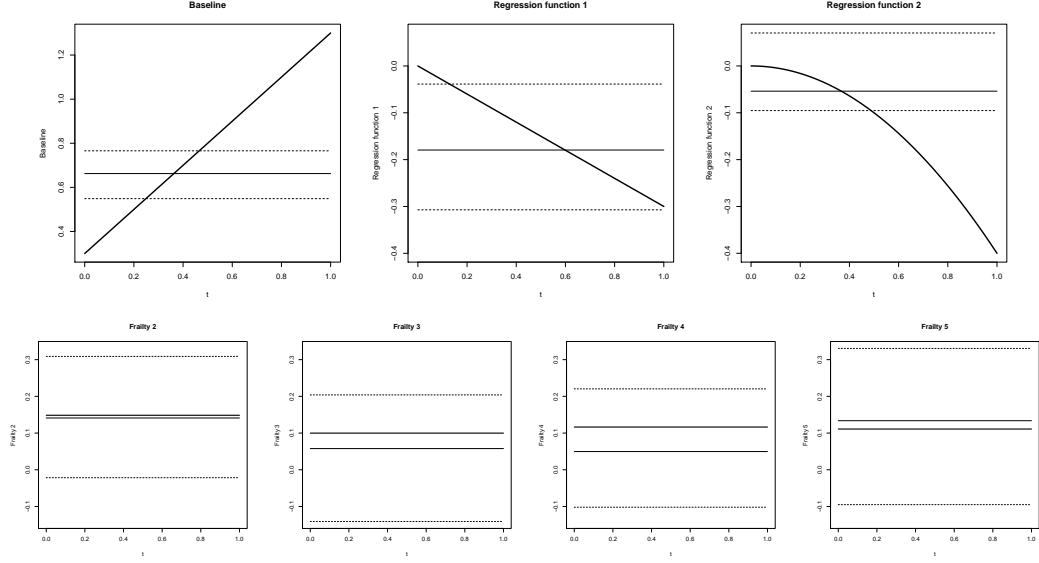 Baseline
Baseline
0.4 0.6 0.8 1.0 1.2
0.0 0.2 0.4 0.6 0.8 1.0
t
Regression function 1
Regression function 1
−0.4 −0.3 −0.2 −0.1 0.0
0.0 0.2 0.4 0.6 0.8 1.0
t
Regression function 2
Regression function 2
−0.4 −0.3 −0.2 −0.1 0.0
0.0 0.2 0.4 0.6 0.8 1.0
t
Frailty 2
Frailty 2
−0.1 0.0 0.1 0.2 0.3
0.0 0.2 0.4 0.6 0.8 1.0
t
Frailty 3
Frailty 3
−0.1 0.0 0.1 0.2 0.3
0.0 0.2 0.4 0.6 0.8 1.0
t
Frailty 4
Frailty 4
−0.1 0.0 0.1 0.2 0.3
0.0 0.2 0.4 0.6 0.8 1.0
t
Frailty 5
Frailty 5
−0.1 0.0 0.1 0.2 0.3
0.0 0.2 0.4 0.6 0.8 1.0
t